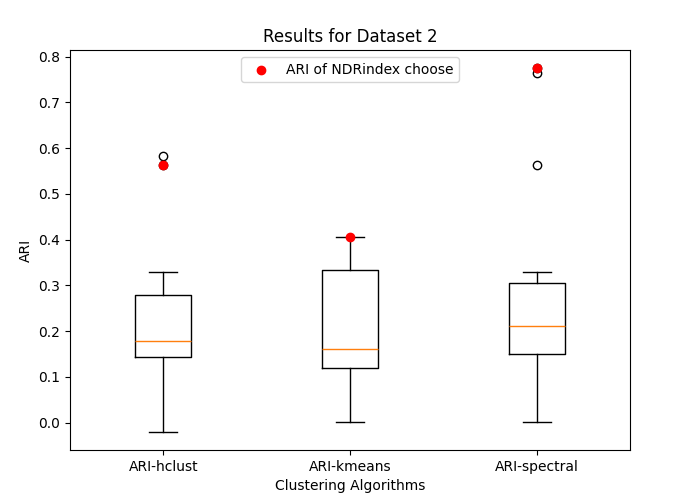 Results for Dataset 2
ARI of NDRindex choose
0.8
0.7
0.6
0.5
0.4
0.3
0.2
0.1
0.0
ARI
ARI-hclust
ARI-kmeans
ARI-spectral
Clustering Algorithms